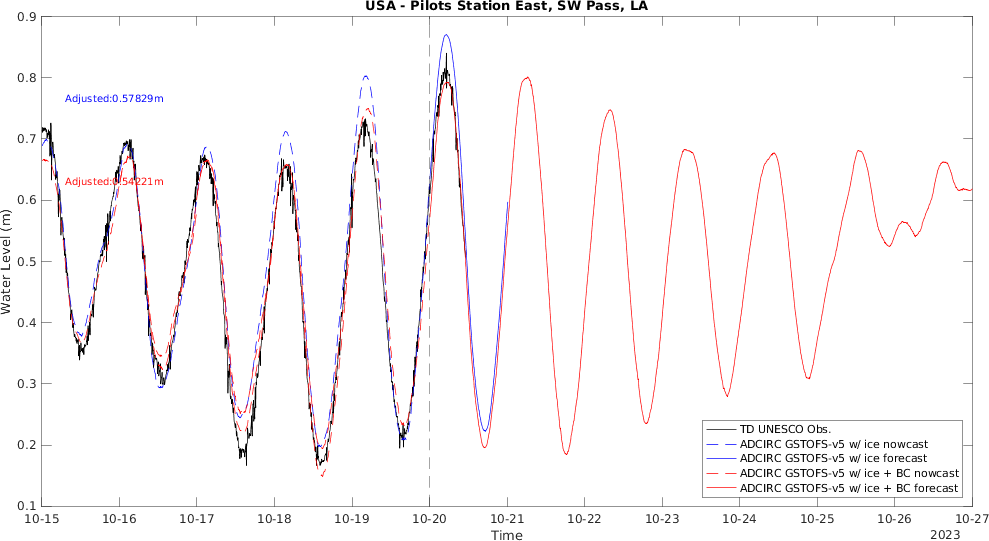 USA - Pilots Station East, SW Pass, LA
0.9
0.8
0.7
0.6
0.5
0.4
0.3
0.2
0.1
Water Level (m)
Adjusted:0.57829m
Adjusted:0.54221m
TD UNESCO Obs.
ADCIRC GSTOFS-v5 w/ ice nowcast
ADCIRC GSTOFS-v5 w/ ice forecast
ADCIRC GSTOFS-v5 w/ ice + BC nowcast
ADCIRC GSTOFS-v5 w/ ice + BC forecast
10-15 10-16 10-17 10-18 10-19 10-20 10-21 10-22 10-23 10-24 10-25 10-26 10-27
Time
2023